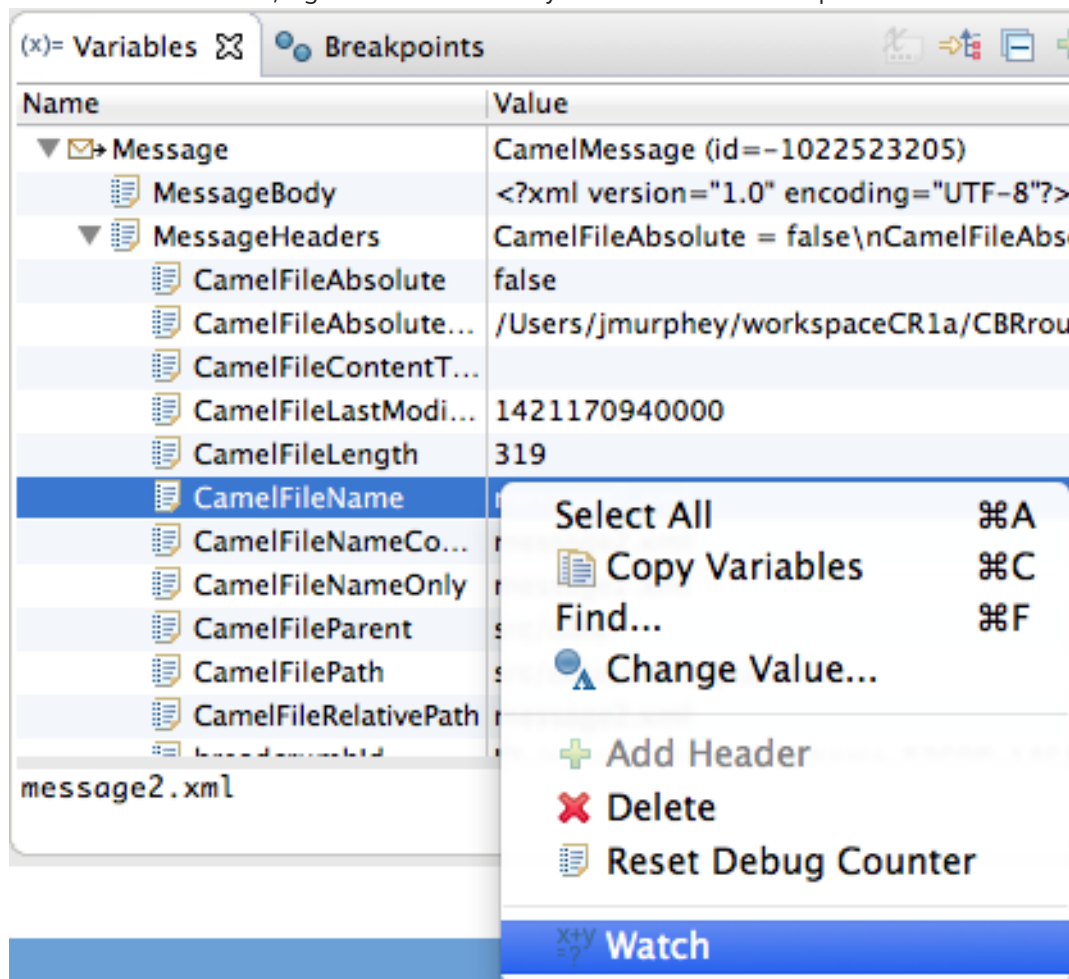 (x)= Variables Breakpoints
Name Value
Message CamelMessage (id=-1022523205)
MessageBody <?xml version="1.0" encoding="UTF-8"?>
MessageHeaders CamelFileAbsolute = false\nCamelFileAbs
CamelFileAbsolute false
CamelFileAbsolute... /Users/jmurphey/workspaceCR1a/CBRrou
CamelFileContentT...
CamelFileLastModi... 1421170940000
CamelFileLength 319
CamelFileName
CamelFileNameCo...
CamelFileNameOnly
CamelFileParent
CamelFilePath
CamelFileRelativePath
message2.xml
Select All ⌘A
Copy Variables ⌘C
Find... ⌘F
Change Value...
Add Header
Delete
Reset Debug Counter
x+y=? Watch